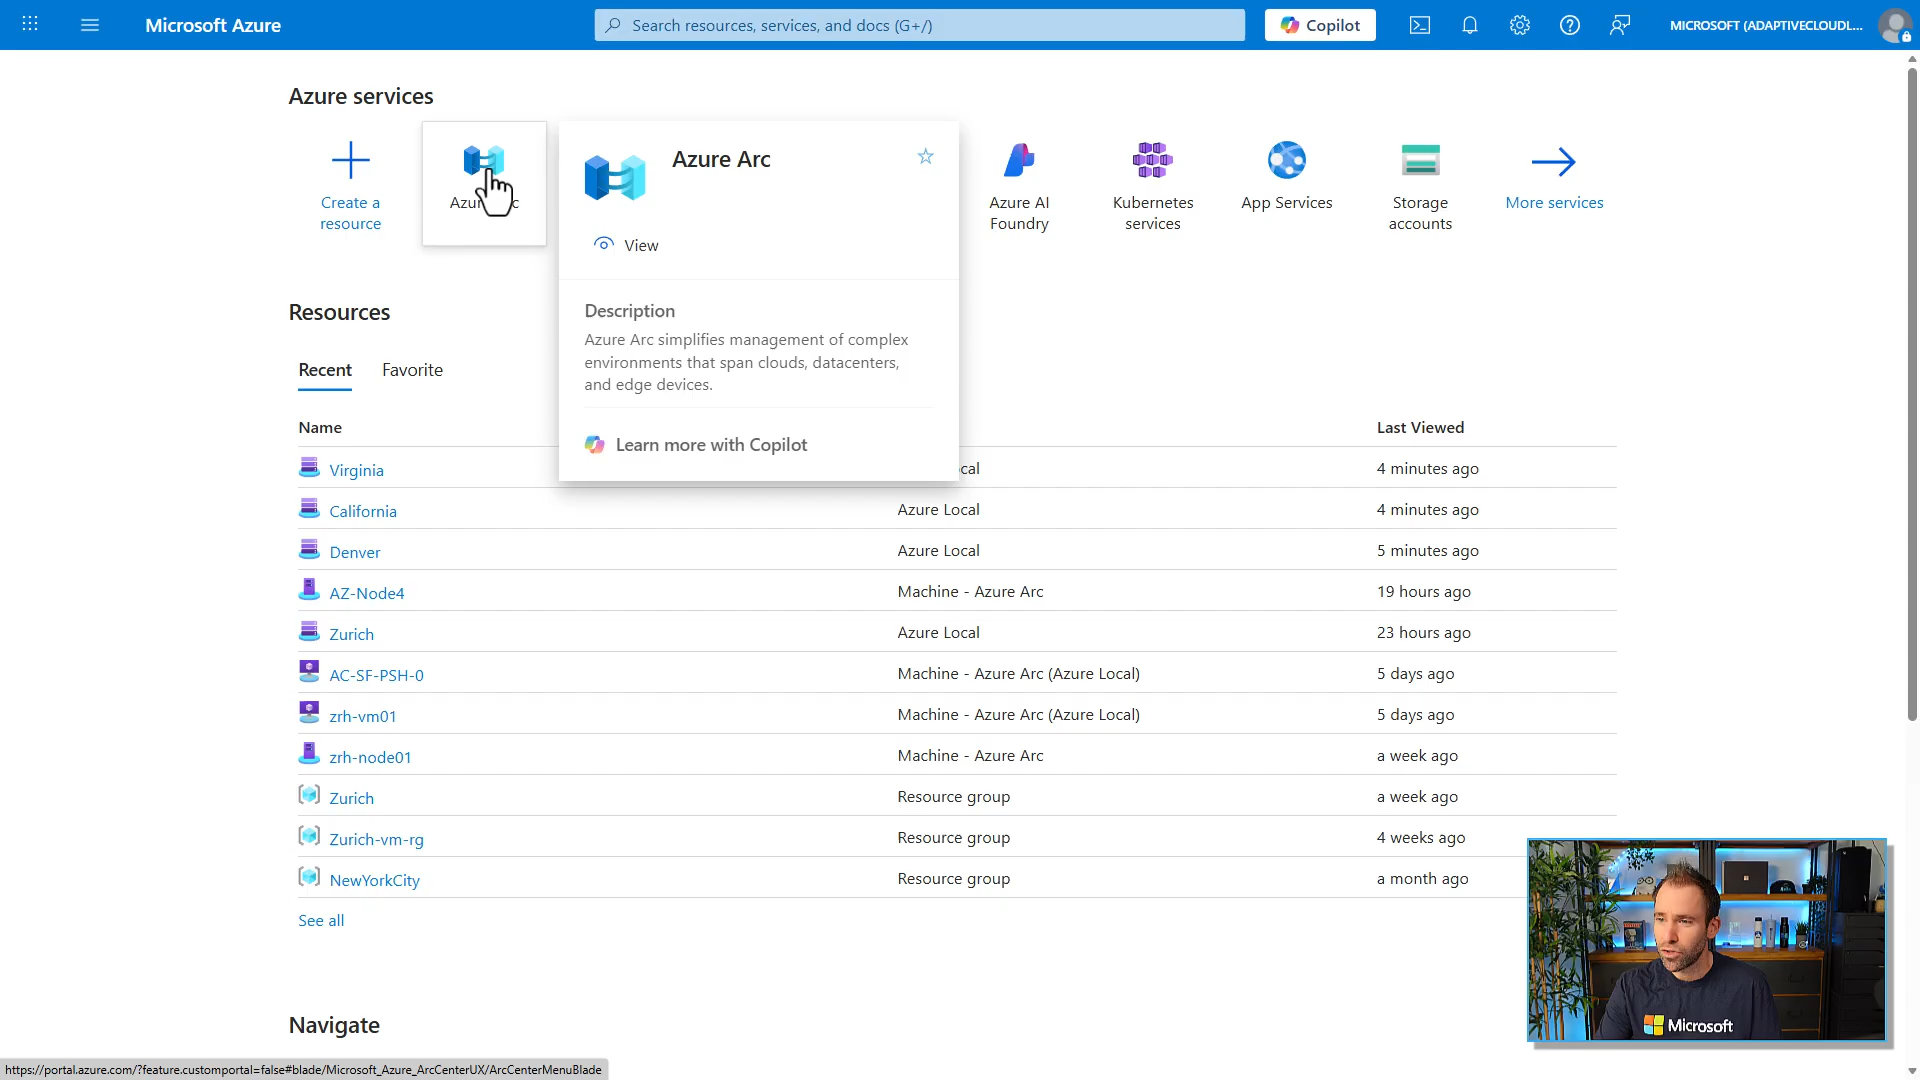 Microsoft Azure
Search resources, services, and docs (G+/)
Copilot
MICROSOFT (ADAPTIVECLOUDL...
Azure services
Create a
resource
Azure Arc
View
Description
Azure Arc simplifies management of complex
environments that span clouds, datacenters,
and edge devices.
Learn more with Copilot
Azure AI
Foundry
Kubernetes
services
App Services
Storage
accounts
More services
Resources
Recent
Favorite
Name
Last Viewed
Virginia
cal
4 minutes ago
California
Azure Local
4 minutes ago
Denver
Azure Local
5 minutes ago
AZ-Node4
Machine - Azure Arc
19 hours ago
Zurich
Azure Local
23 hours ago
AC-SF-PSH-0
Machine - Azure Arc (Azure Local)
5 days ago
zrh-vm01
Machine - Azure Arc (Azure Local)
5 days ago
zrh-node01
Machine - Azure Arc
a week ago
Zurich
Resource group
a week ago
Zurich-vm-rg
Resource group
4 weeks ago
NewYorkCity
Resource group
a month ago
See all
Navigate
Microsoft
https://portal.azure.com/?feature.customportal=false#blade/Microsoft_Azure_ArcCenterUX/ArcCenterMenuBlade